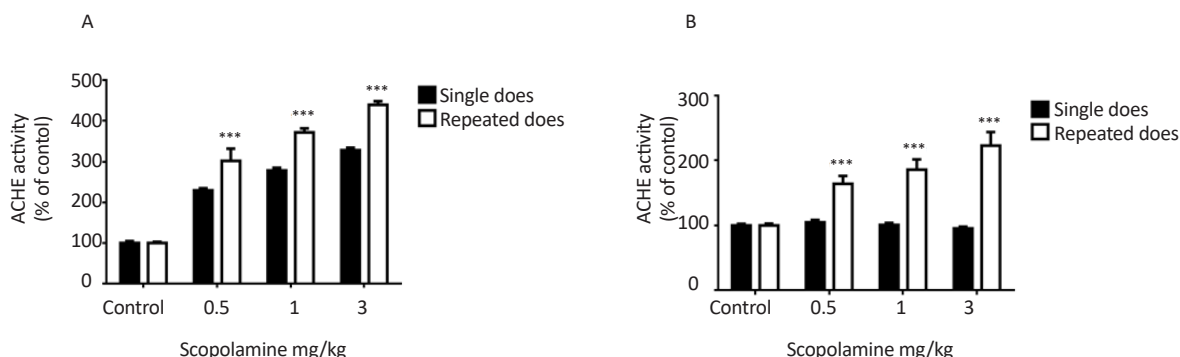 A
ACHE activity
(% of contol)
500
400
300
200
100
0
***
***
***
Single does
Repeated does
Control
0.5
1
3
Scopolamine mg/kg
B
ACHE activity
(% of contol)
300
200
100
0
***
***
***
Single does
Repeated does
Control
0.5
1
3
Scopolamine mg/kg